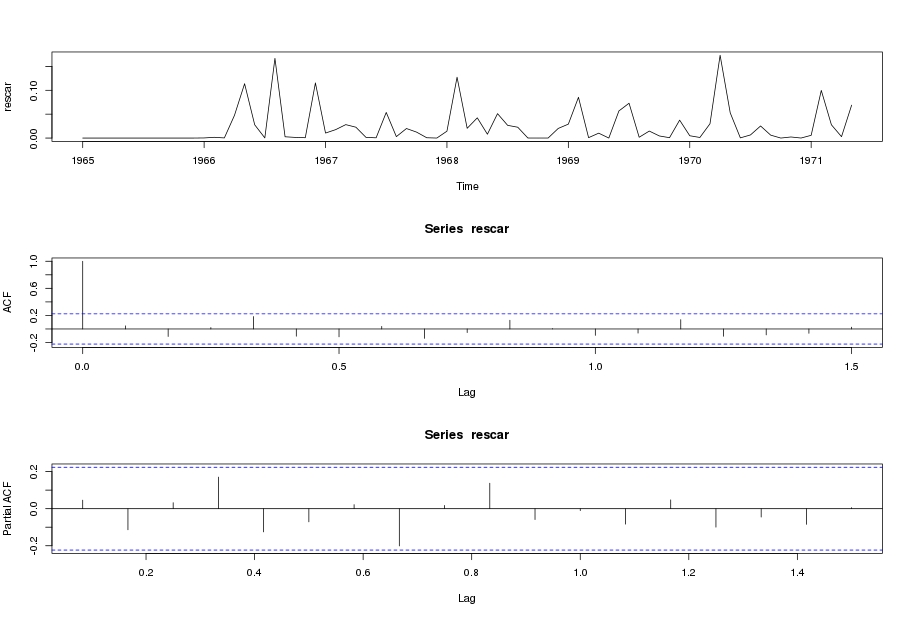 rescar
0.00 0.10
1965 1966 1967 1968 1969 1970 1971
Time
Series rescar
ACF
-0.2 0.2 0.6 1.0
0.0 0.5 1.0 1.5
Lag
Series rescar
Partial ACF
-0.2 0.0 0.2
0.2 0.4 0.6 0.8 1.0 1.2 1.4
Lag